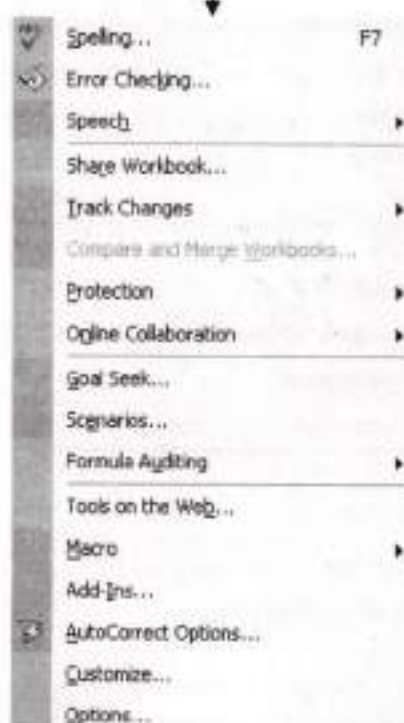 Spelling... F7
Error Checking...
Speech
Share Workbook...
Track Changes
Compare and Merge Workbooks...
Protection
Online Collaboration
Goal Seek...
Scenarios...
Formula Auditing
Tools on the Web...
Macro
Add-Ins...
AutoCorrect Options...
Customize...
Options...